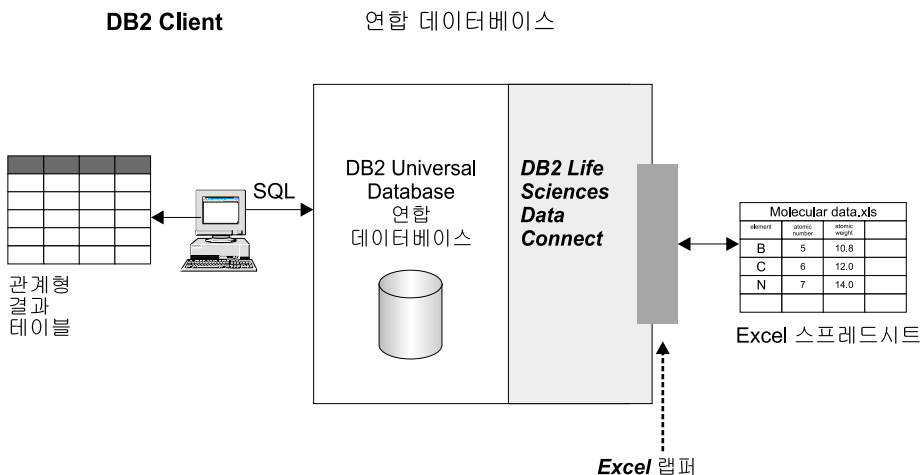 DB2 Client
연합 데이터베이스
SQL
DB2 Universal
Database
연합
데이터베이스
DB2 Life
Sciences
Data
Connect
관계형
결과
테이블
Molecular data.xls
element atomic number atomic weight
B 5 10.8
C 6 12.0
N 7 14.0
Excel 스프레드시트
Excel 랩퍼